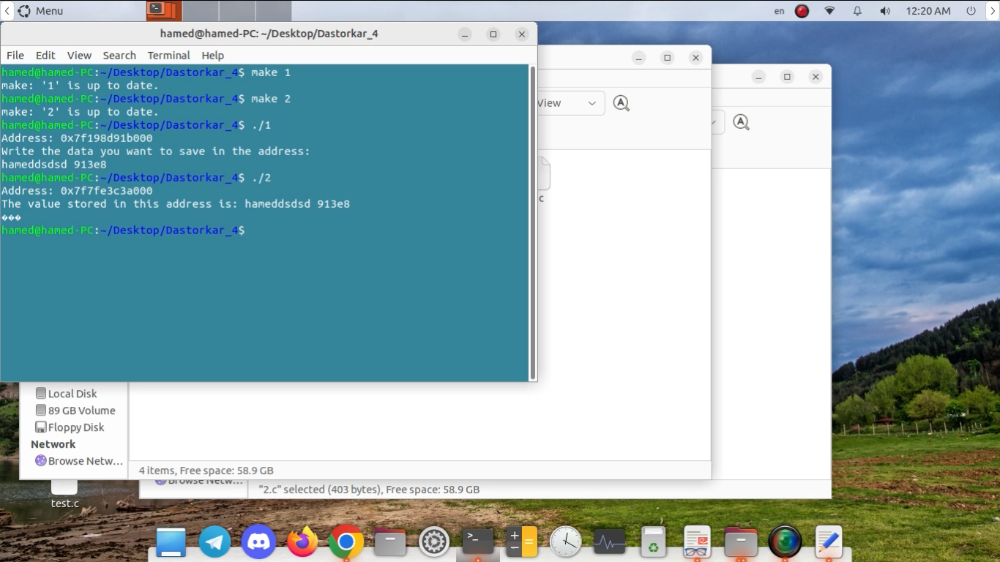 Menu
en
12:20 AM
hamed@hamed-PC: ~/Desktop/Dastorkar_4
File Edit View Search Terminal Help
hamed@hamed-PC:~/Desktop/Dastorkar_4$ make 1
make: '1' is up to date.
hamed@hamed-PC:~/Desktop/Dastorkar_4$ make 2
make: '2' is up to date.
hamed@hamed-PC:~/Desktop/Dastorkar_4$ ./1
Address: 0x7f198d91b000
Write the data you want to save in the address:
hameddsdsd 913e8
hamed@hamed-PC:~/Desktop/Dastorkar_4$ ./2
Address: 0x7f7fe3c3a000
The value stored in this address is: hameddsdsd 913e8
���
hamed@hamed-PC:~/Desktop/Dastorkar_4$
View
c
Local Disk
89 GB Volume
Floppy Disk
Network
Browse Netw...
4 items, Free space: 58.9 GB
Browse Netw...
"2.c" selected (403 bytes), Free space: 58.9 GB
test.c